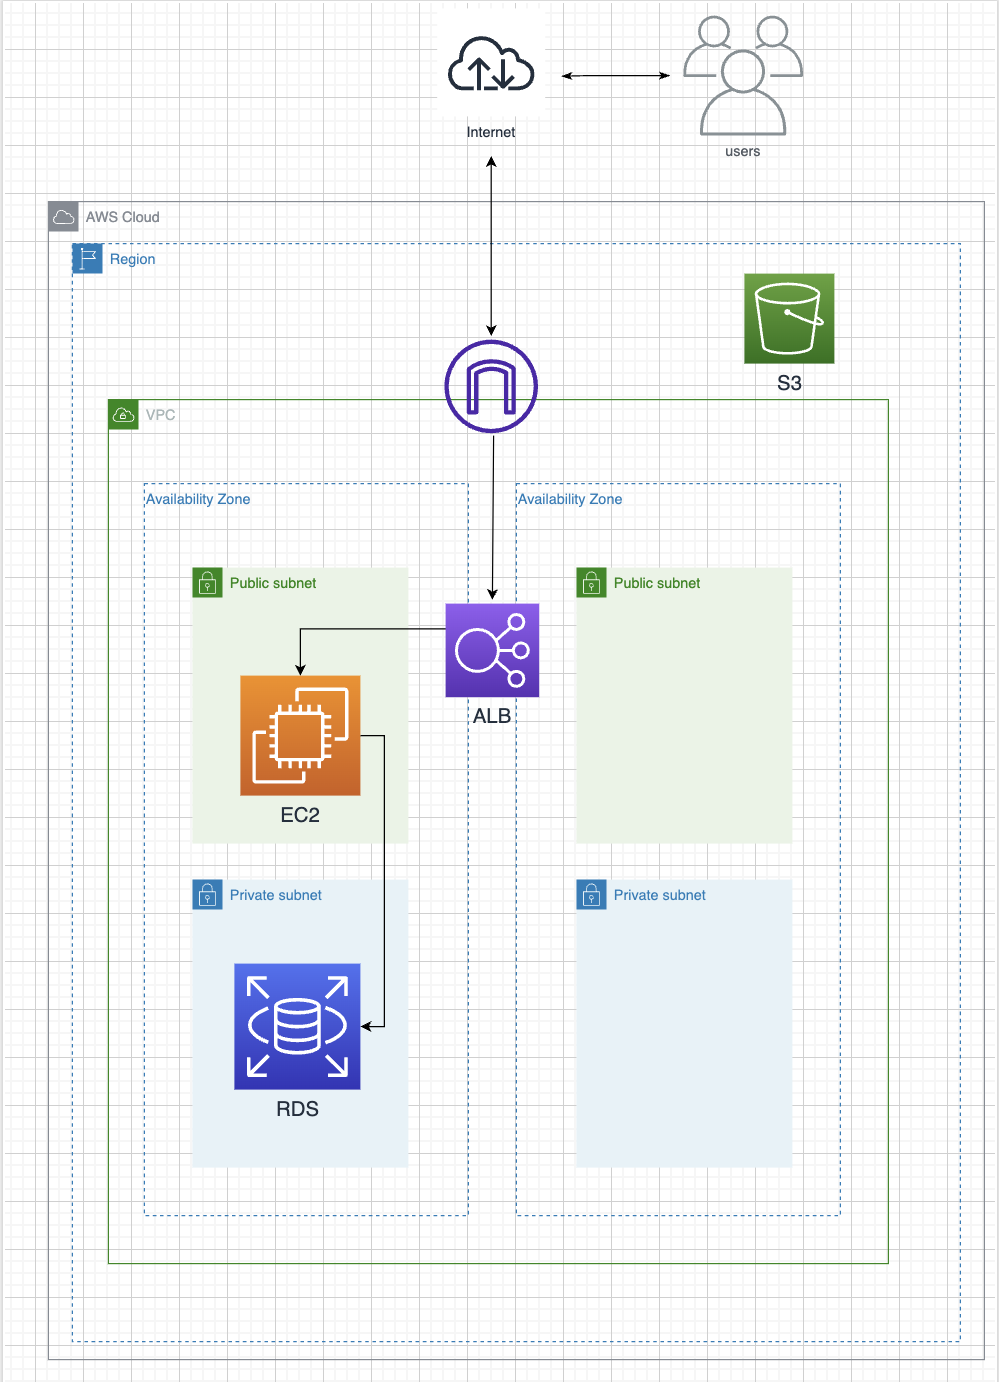 Internet
users
AWS Cloud
Region
S3
VPC
Availability Zone
Availability Zone
Public subnet
Public subnet
ALB
EC2
Private subnet
Private subnet
RDS